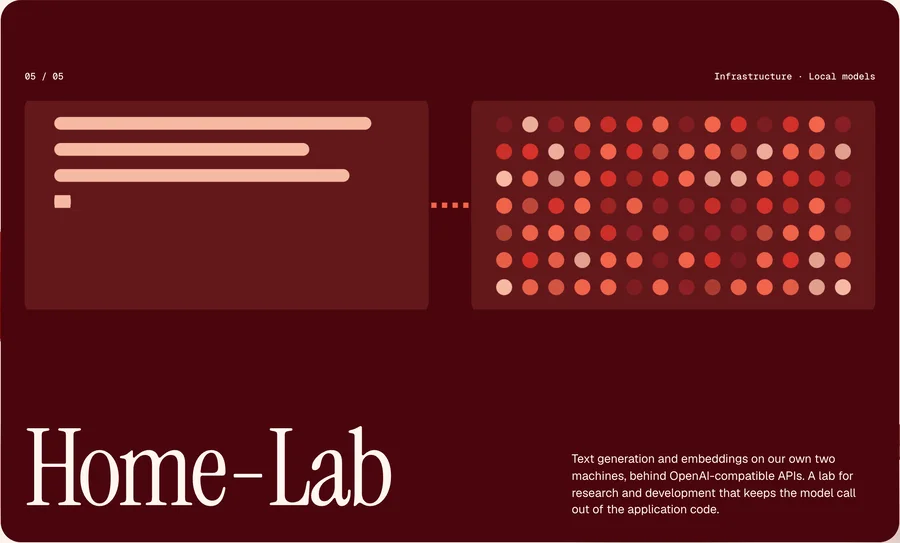 05 / 05
Infrastructure · Local models
Home-Lab
Text generation and embeddings on our own two
machines, behind OpenAI-compatible APIs. A lab for
research and development that keeps the model call
out of the application code.